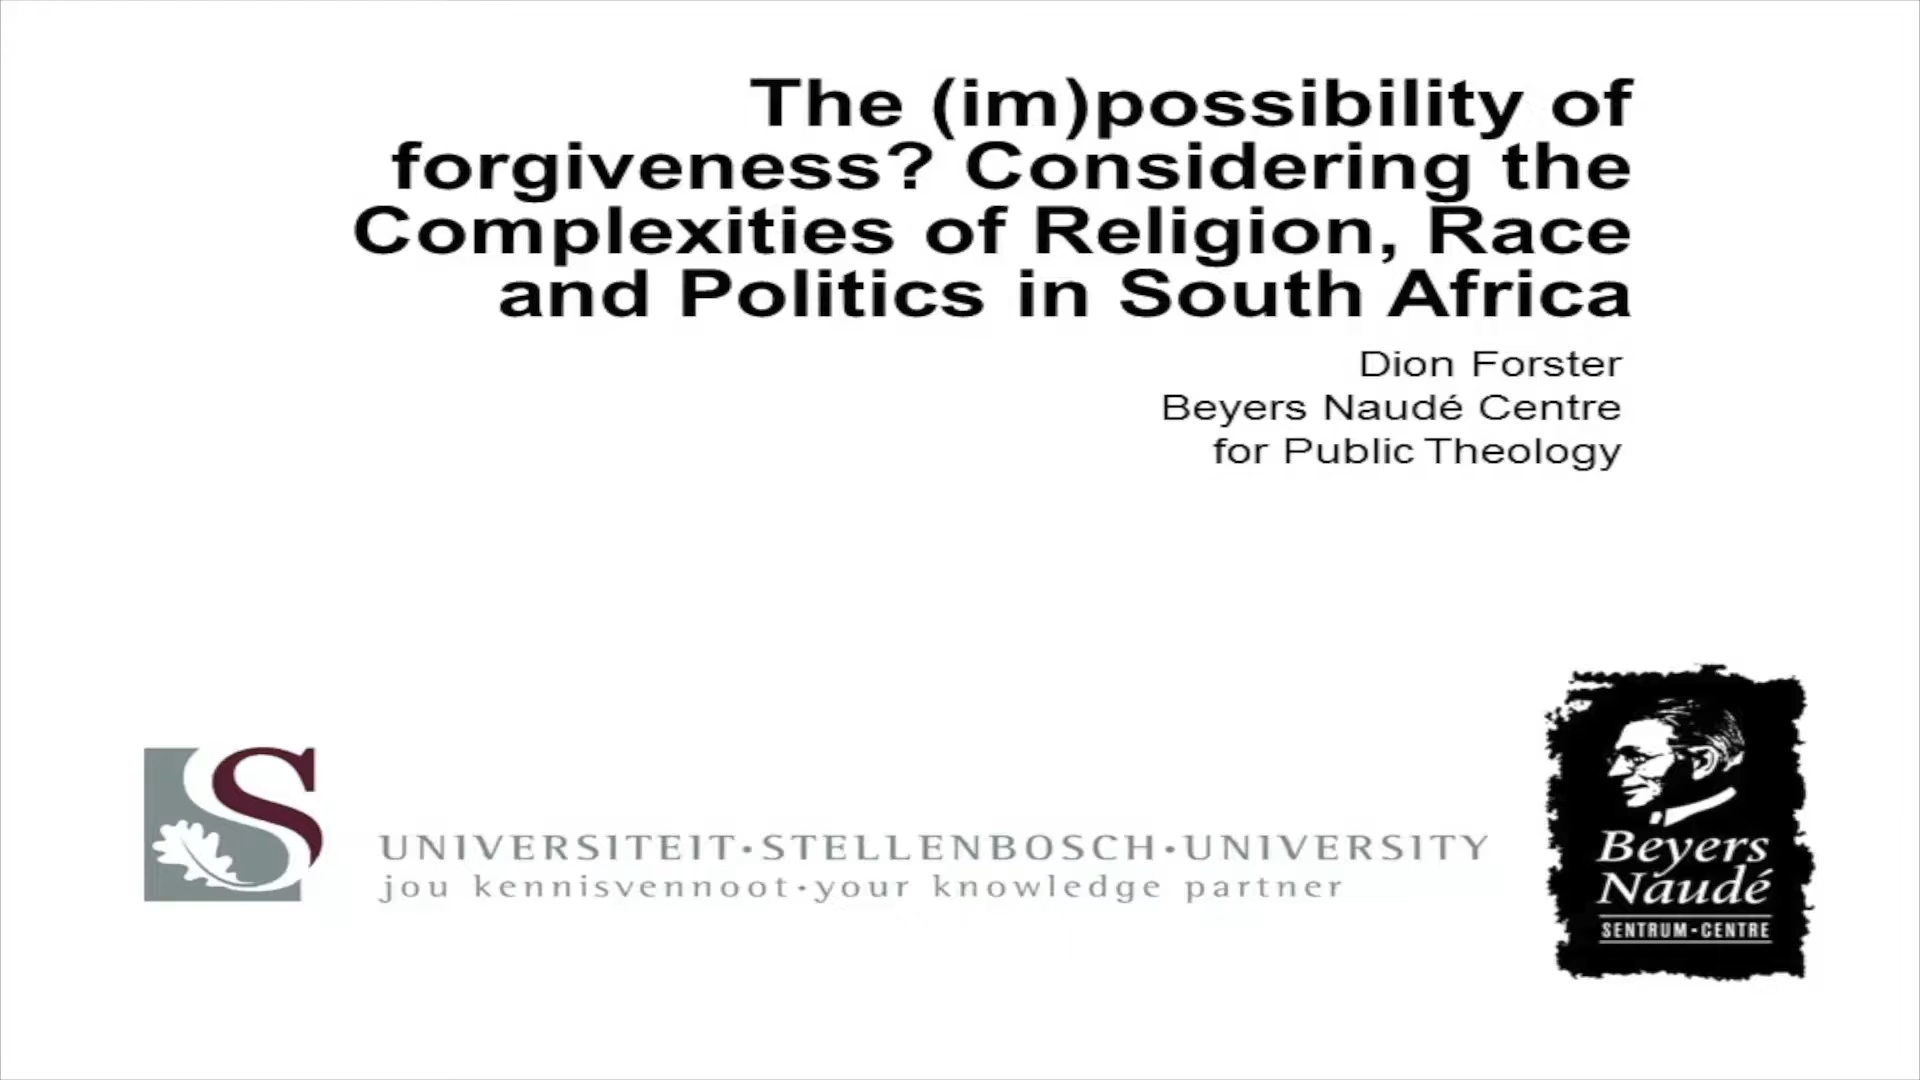 The (im)possibility of
forgiveness? Considering the
Complexities of Religion, Race
and Politics in South Africa
Dion Forster
Beyers Naudé Centre
for Public Theology
UNIVERSITEIT·STELLENBOSCH·UNIVERSITY
jou kennisvennoot·your knowledge partner
Beyers
Naudé
SENTRUM-CENTRE